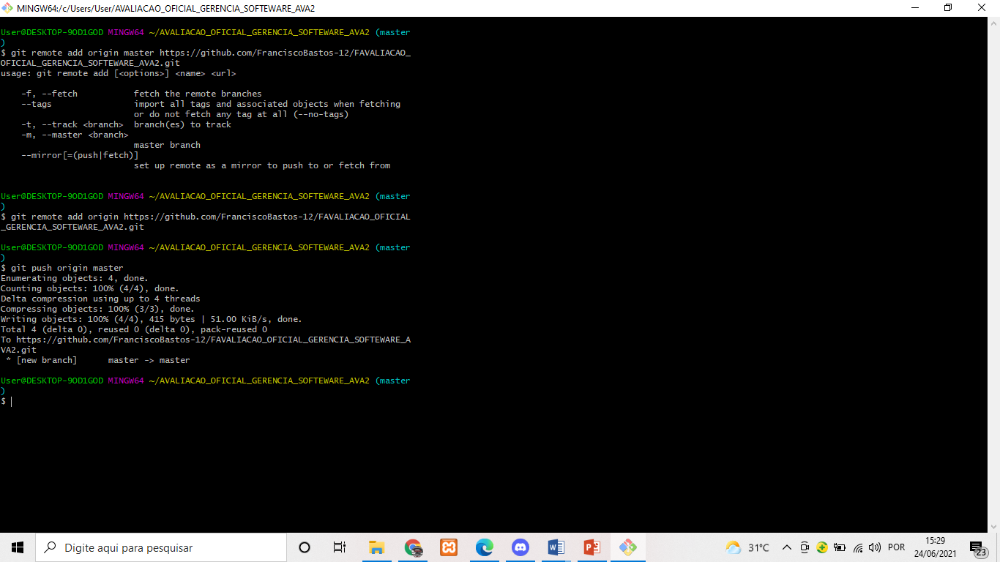 MINGW64:/c/Users/User/AVALIACAO_OFICIAL_GERENCIA_SOFTEWARE_AVA2
User@DESKTOP-9OD1GOD MINGW64 ~/AVALIACAO_OFICIAL_GERENCIA_SOFTEWARE_AVA2 (master
)
$ git remote add origin master https://github.com/FranciscoBastos-12/FAVALIACAO_
OFICIAL_GERENCIA_SOFTEWARE_AVA2.git
usage: git remote add [<options>] <name> <url>
-f, --fetch fetch the remote branches
--tags import all tags and associated objects when fetching
or do not fetch any tag at all (--no-tags)
-t, --track <branch> branch(es) to track
-m, --master <branch>
master branch
--mirror[=(push|fetch)]
set up remote as a mirror to push to or fetch from
User@DESKTOP-9OD1GOD MINGW64 ~/AVALIACAO_OFICIAL_GERENCIA_SOFTEWARE_AVA2 (master
)
$ git remote add origin https://github.com/FranciscoBastos-12/FAVALIACAO_OFICIAL
_GERENCIA_SOFTEWARE_AVA2.git
User@DESKTOP-9OD1GOD MINGW64 ~/AVALIACAO_OFICIAL_GERENCIA_SOFTEWARE_AVA2 (master
)
$ git push origin master
Enumerating objects: 4, done.
Counting objects: 100% (4/4), done.
Delta compression using up to 4 threads
Compressing objects: 100% (3/3), done.
Writing objects: 100% (4/4), 415 bytes | 51.00 KiB/s, done.
Total 4 (delta 0), reused 0 (delta 0), pack-reused 0
To https://github.com/FranciscoBastos-12/FAVALIACAO_OFICIAL_GERENCIA_SOFTEWARE_A
VA2.git
* [new branch] master -> master
User@DESKTOP-9OD1GOD MINGW64 ~/AVALIACAO_OFICIAL_GERENCIA_SOFTEWARE_AVA2 (master
)
$
Digite aqui para pesquisar
31°C
POR
15:29
24/06/2021
23